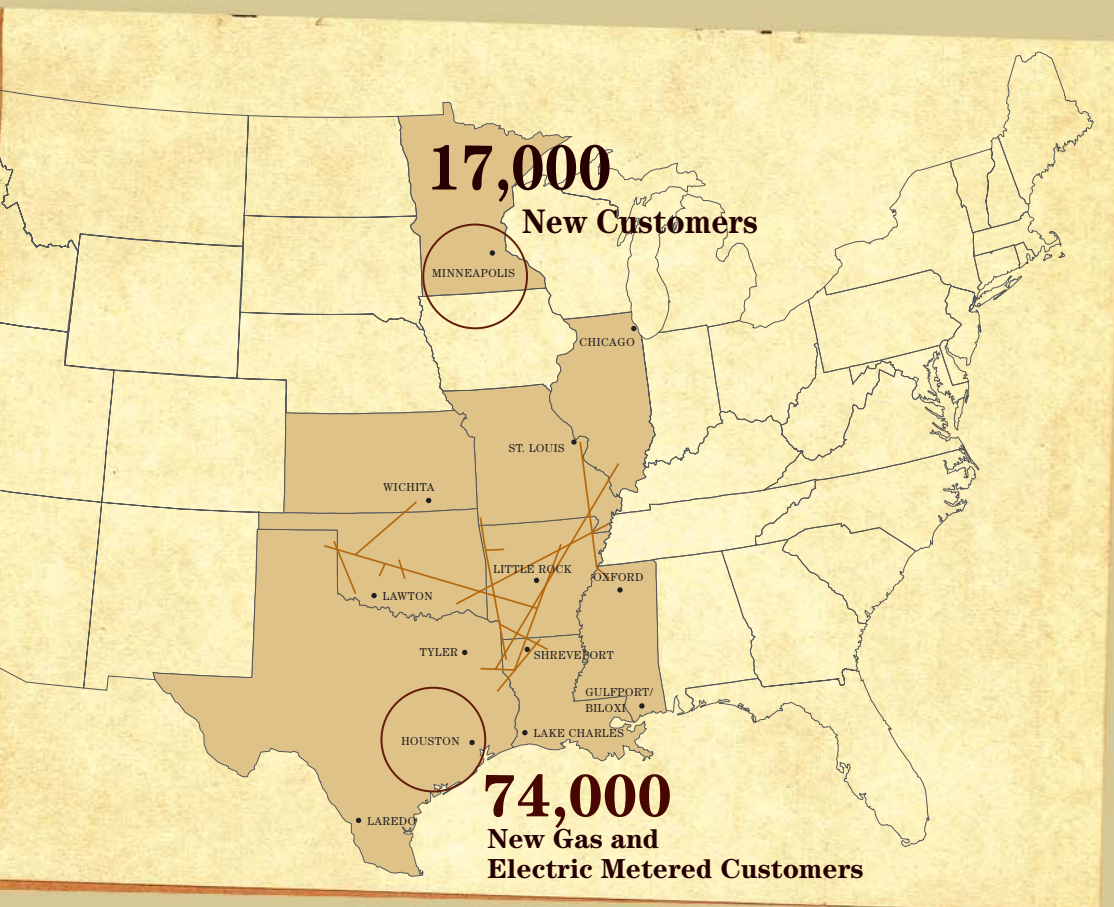 17,000
New Customers
MINNEAPOLIS
CHICAGO
ST. LOUIS
WICHITA
LITTLE ROCK
OXFORD
LAWTON
TYLER
SHREVEPORT
GULFPORT/
BILOXI
LAKE CHARLES
HOUSTON
74,000
LAREDO
New Gas and
Electric Metered Customers